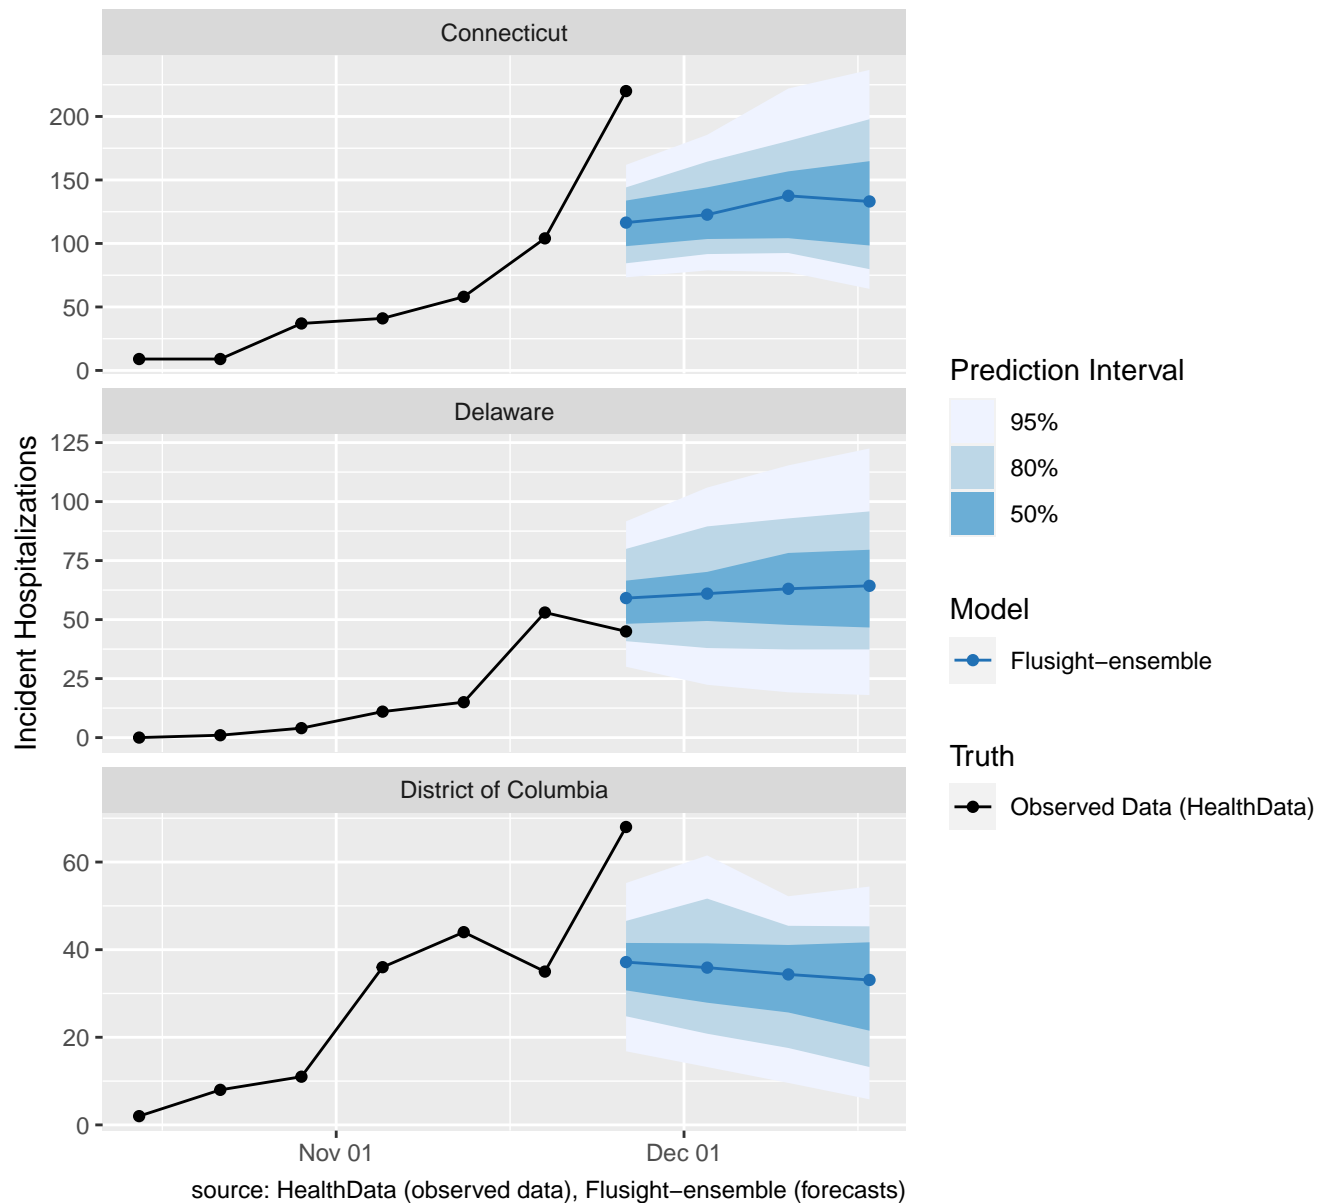 Connecticut
200
150
100
50
0
Delaware
125
100
75
50
25
0
District of Columbia
60
40
20
0
Incident Hospitalizations
Nov 01 Dec 01
source: HealthData (observed data), Flusight−ensemble (forecasts)
Prediction Interval
95%
80%
50%
Model
Flusight−ensemble
Truth
Observed Data (HealthData)